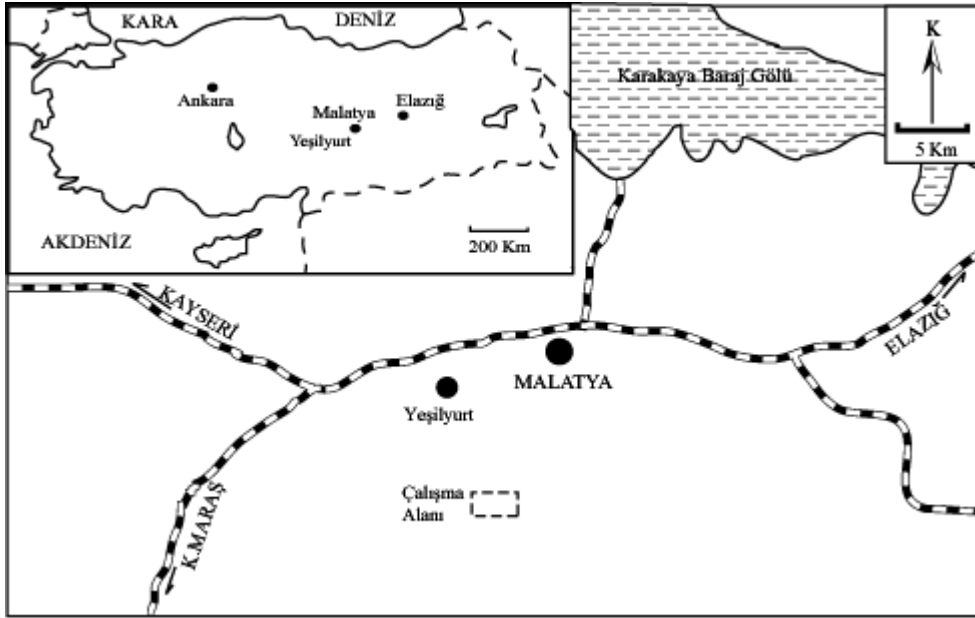 KARA
DENİZ
Ankara
Malatya
Elazığ
Yeşilyurt
AKDENİZ
200 Km
Karakaya Baraj Gölü
K
5 Km
KAYSERİ
ELAZIĞ
MALATYA
Yeşilyurt
K.MARAŞ
Çalışma
Alanı